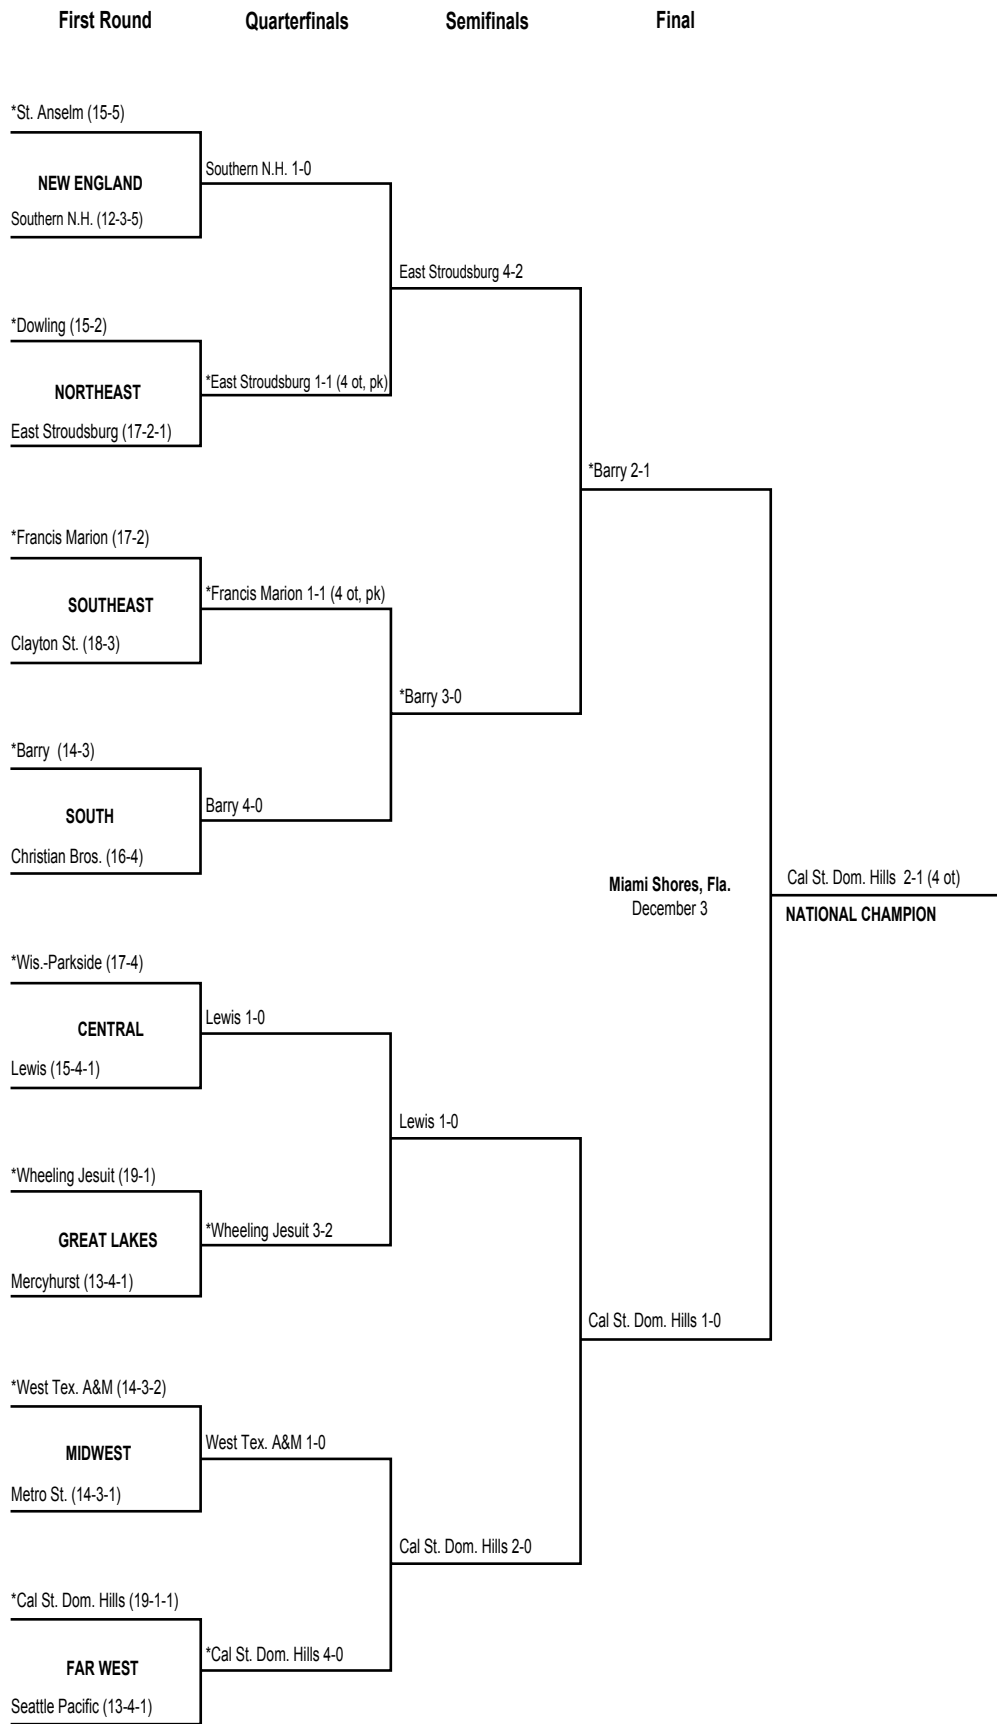 First Round Quarterfinals Semifinals Final
*St. Anselm (15-5)
Southern N.H. 1-0
NEW ENGLAND
Southern N.H. (12-3-5)
East Stroudsburg 4-2
*Dowling (15-2)
*East Stroudsburg 1-1 (4 ot, pk)
NORTHEAST
East Stroudsburg (17-2-1)
*Barry 2-1
*Francis Marion (17-2)
*Francis Marion 1-1 (4 ot, pk)
SOUTHEAST
Clayton St. (18-3)
*Barry 3-0
*Barry (14-3)
Barry 4-0
SOUTH
Christian Bros. (16-4)
Cal St. Dom. Hills 2-1 (4 ot)
Miami Shores, Fla.
December 3
NATIONAL CHAMPION
*Wis.-Parkside (17-4)
Lewis 1-0
CENTRAL
Lewis (15-4-1)
Lewis 1-0
*Wheeling Jesuit (19-1)
*Wheeling Jesuit 3-2
GREAT LAKES
Mercyhurst (13-4-1)
Cal St. Dom. Hills 1-0
*West Tex. A&M (14-3-2)
West Tex. A&M 1-0
MIDWEST
Metro St. (14-3-1)
Cal St. Dom. Hills 2-0
*Cal St. Dom. Hills (19-1-1)
*Cal St. Dom. Hills 4-0
FAR WEST
Seattle Pacific (13-4-1)